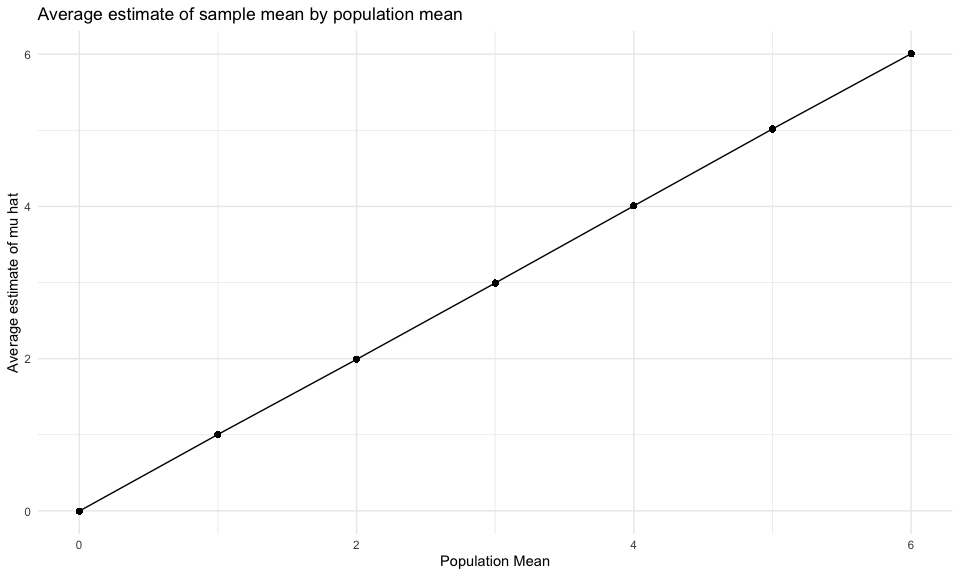 Average estimate of sample mean by population mean
Average estimate of mu hat
6
4
2
0
0 2 4 6
Population Mean